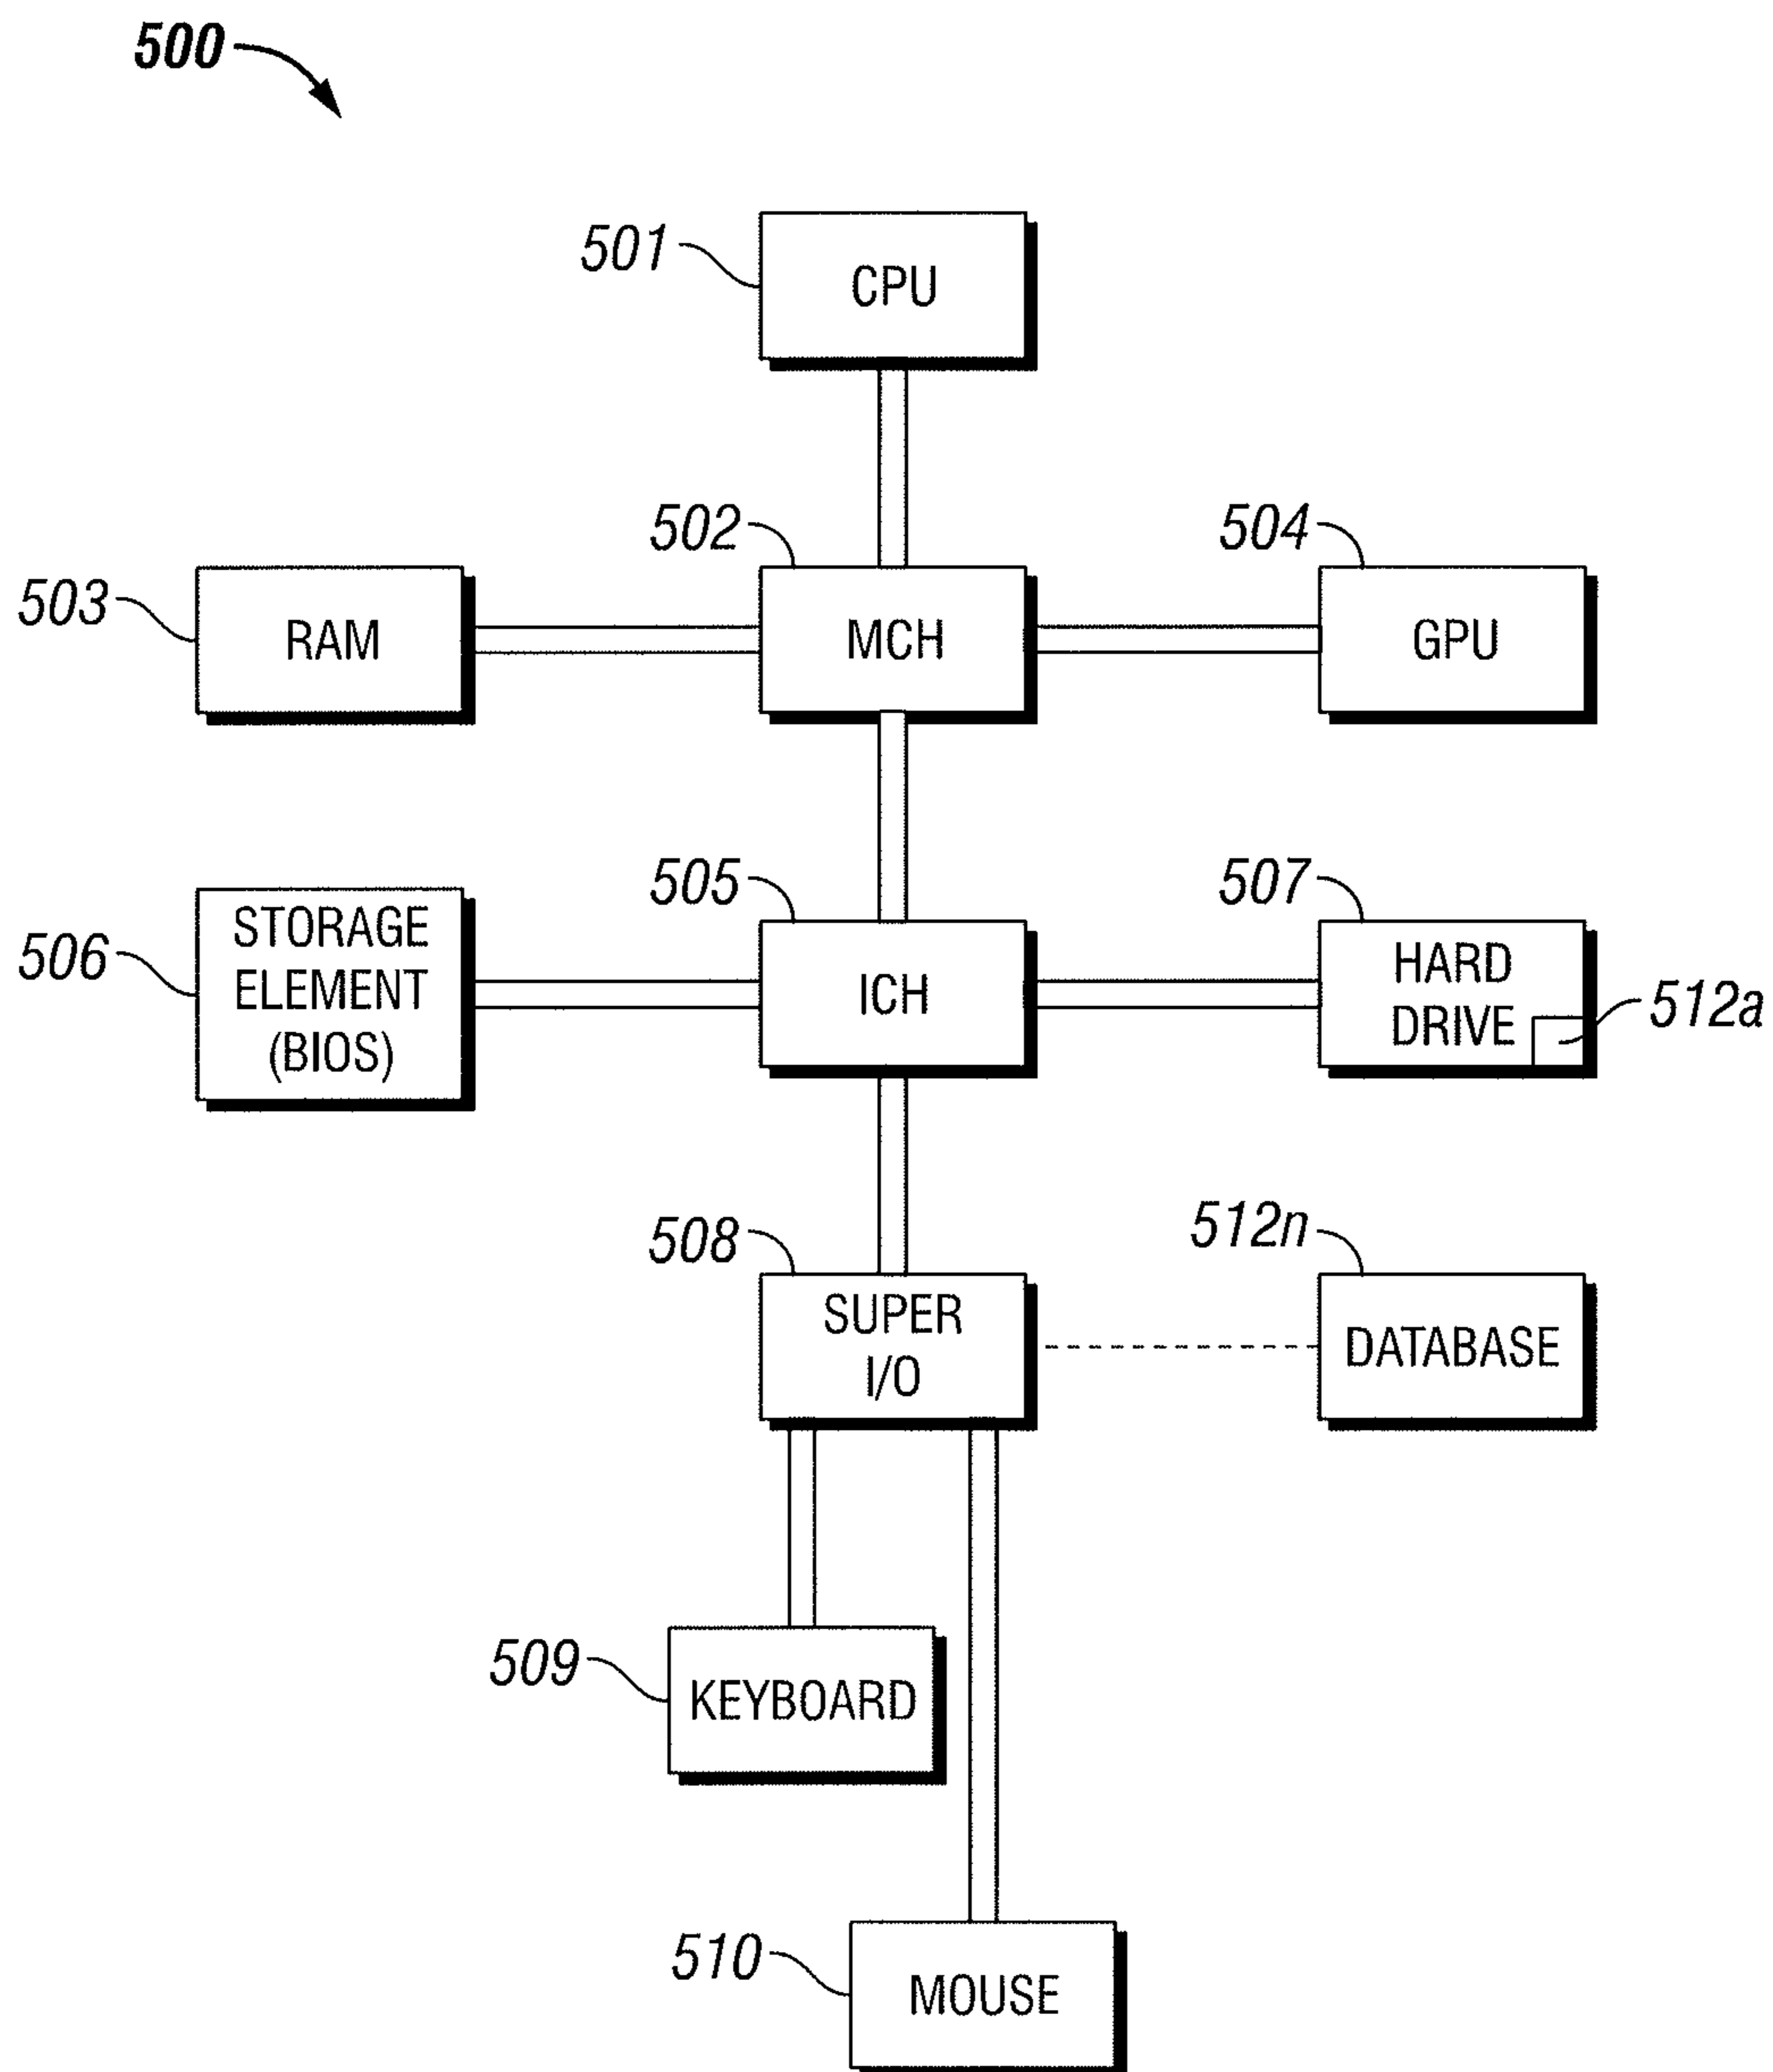 500
501
CPU
502
504
503
RAM
MCH
GPU
505
507
506
STORAGE
ELEMENT
(BIOS)
ICH
HARD
DRIVE
512a
508
512n
SUPER
I/O
DATABASE
509
KEYBOARD
510
MOUSE